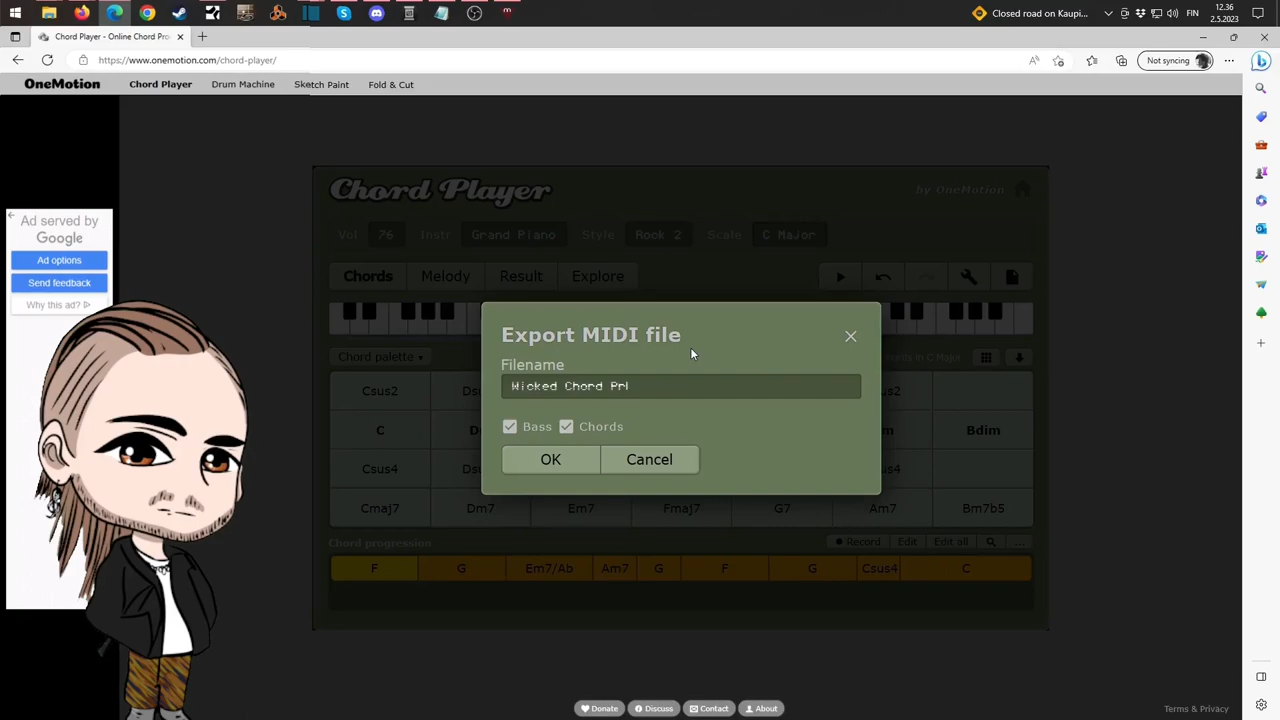 Closed road on Kaupi...
FIN
12.36
2.5.2023
Chord Player - Online Chord Pro
https://www.onemotion.com/chord-player/
Not syncing
OneMotion Chord Player Drum Machine Sketch Paint Fold & Cut
Ad served by
Google
Ad options
Send feedback
Why this ad?
Chord Player
by OneMotion
Vol 76 Instr Grand Piano Style Rock 2 Scale C Major
Chords Melody Result Explore
Chord palette
Chords in C Major
Csus2
C
Bdim
Csus4
Cmaj7 Dm7 Em7 Fmaj7 G7 Am7 Bm7b5
Export MIDI file
Filename
Wicked Chord Pr
Bass Chords
OK Cancel
Chord progression
Record Edit Edit all ...
F G Em7/Ab Am7 G F G Csus4 C
Donate Discuss Contact About
Terms & Privacy